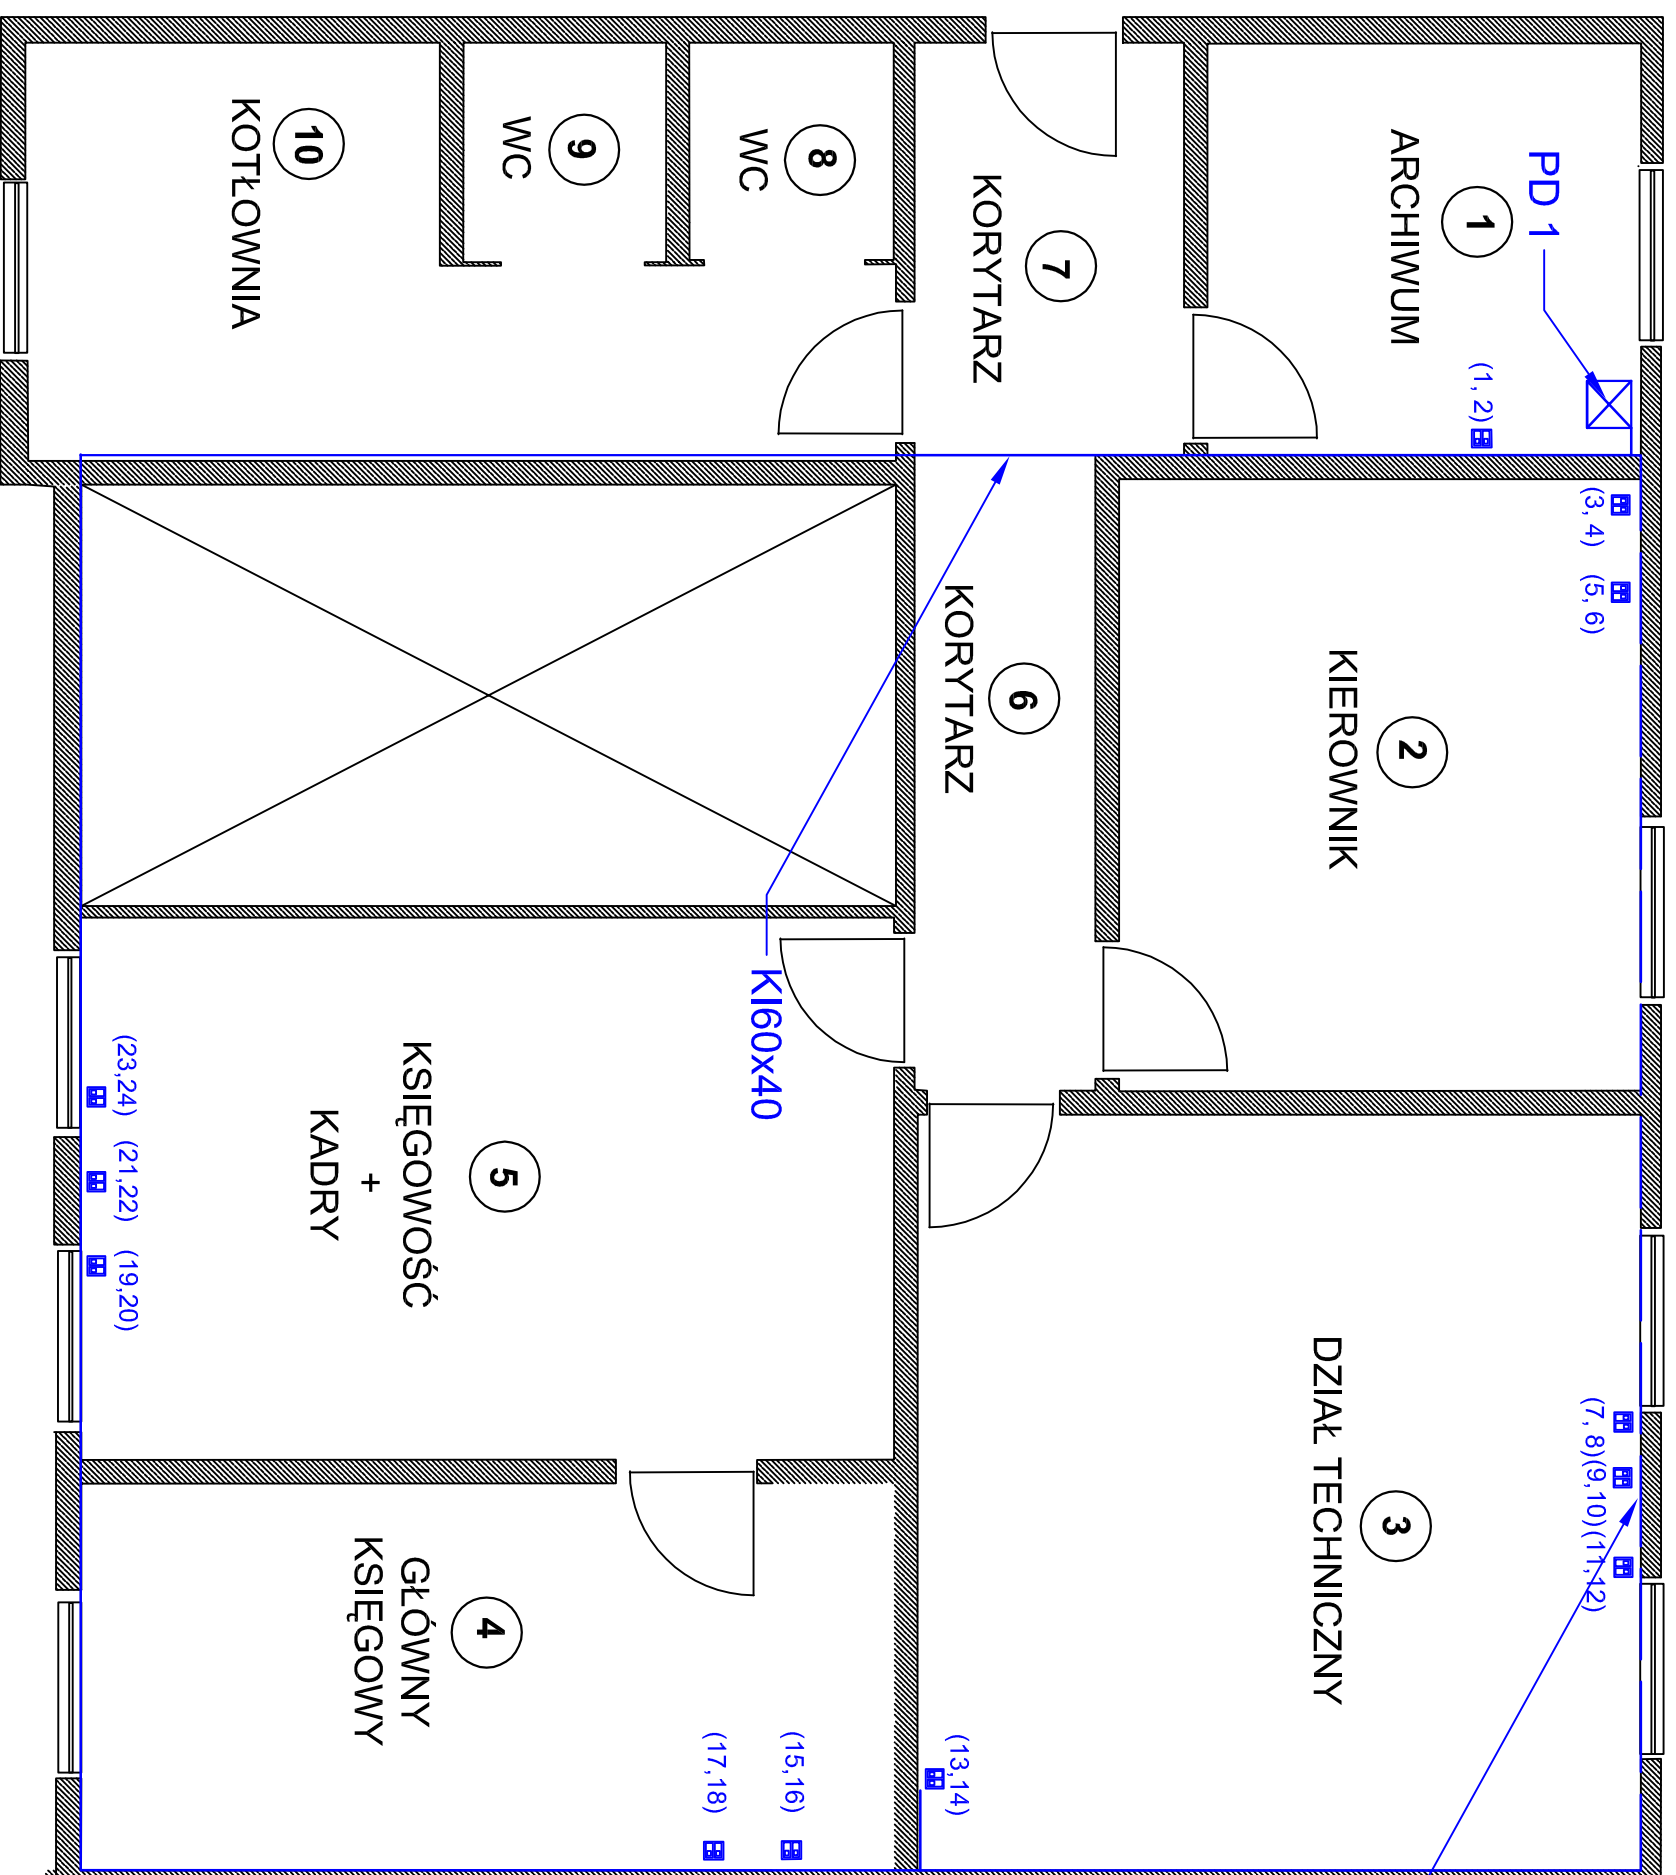 PD 1
1
ARCHIWUM
(1, 2)
(3, 4)
(5, 6)
2
KIEROWNIK
(7, 8)
(9,10)
(11,12)
3
DZIAŁ TECHNICZNY
(13,14)
7
KORYTARZ
6
KORYTARZ
8
WC
9
WC
10
KOTŁOWNIA
KI60x40
5
KSIĘGOWOŚĆ
+
KADRY
(23,24)
(21,22)
(19,20)
4
GŁÓWNY
KSIĘGOWY
(15,16)
(17,18)